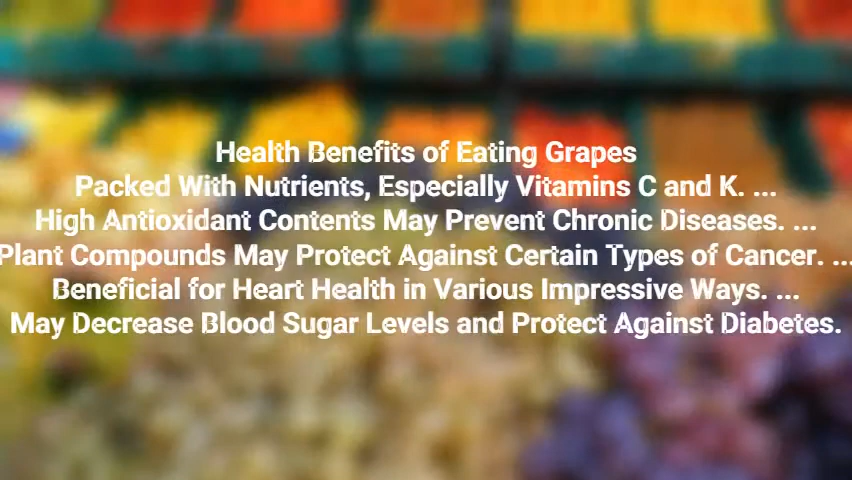 Health Benefits of Eating Grapes
Packed With Nutrients, Especially Vitamins C and K. ...
High Antioxidant Contents May Prevent Chronic Diseases. ...
Plant Compounds May Protect Against Certain Types of Cancer. ...
Beneficial for Heart Health in Various Impressive Ways. ...
May Decrease Blood Sugar Levels and Protect Against Diabetes.